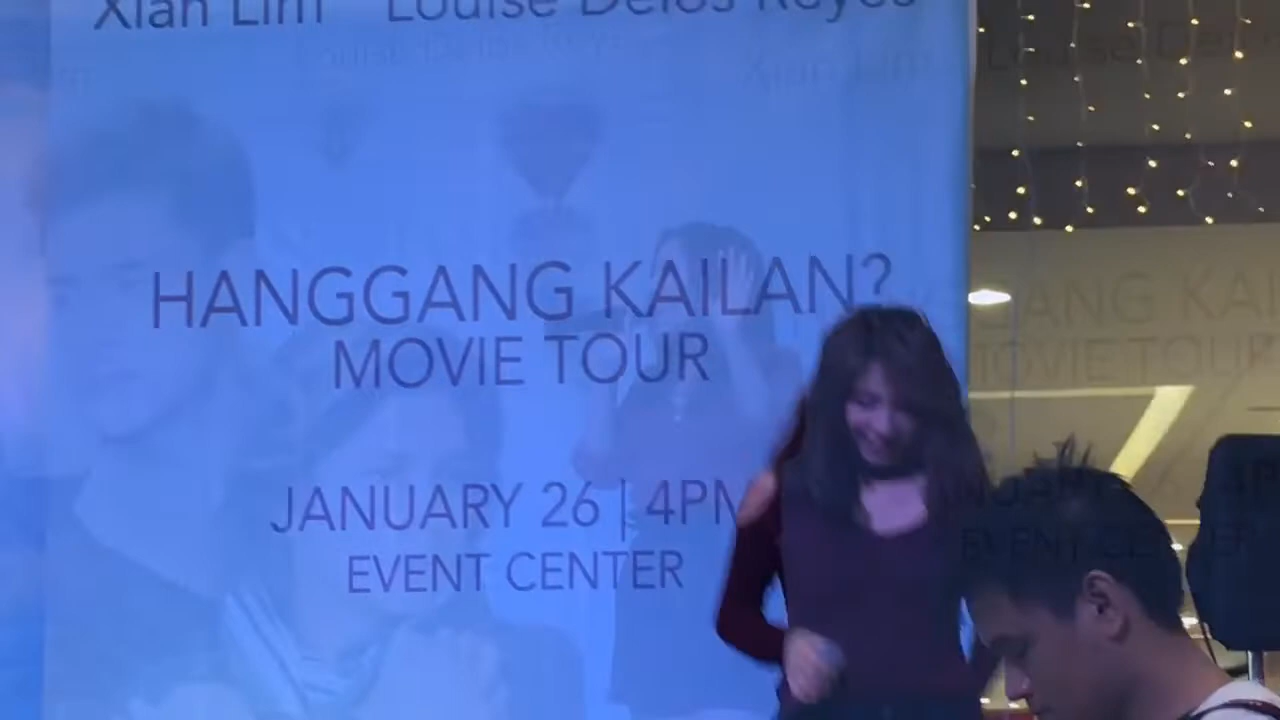 Xian Lim Louise Delos Reyes
HANGGANG KAILAN?
MOVIE TOUR
JANUARY 26 | 4PM
EVENT CENTER